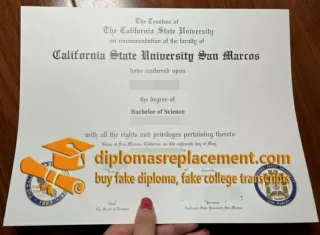 The Trustees of
The California State University
on recommendation of the faculty of
California State University San Marcos
have conferred upon
the degree of
Bachelor of Science
with all the rights and privileges pertaining thereto
diplomasreplacement.com
buy fake diploma, fake college transcripts